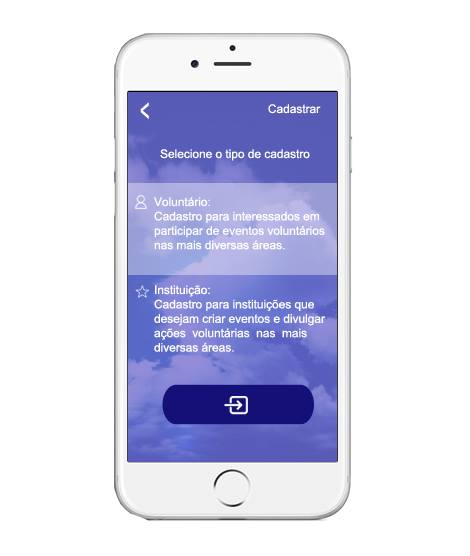 Cadastrar
Selecione o tipo de cadastro
Voluntário:
Cadastro para interessados em
participar de eventos voluntários
nas mais diversas áreas.
Instituição:
Cadastro para instituições que
desejam criar eventos e divulgar
ações voluntárias nas mais
diversas áreas.